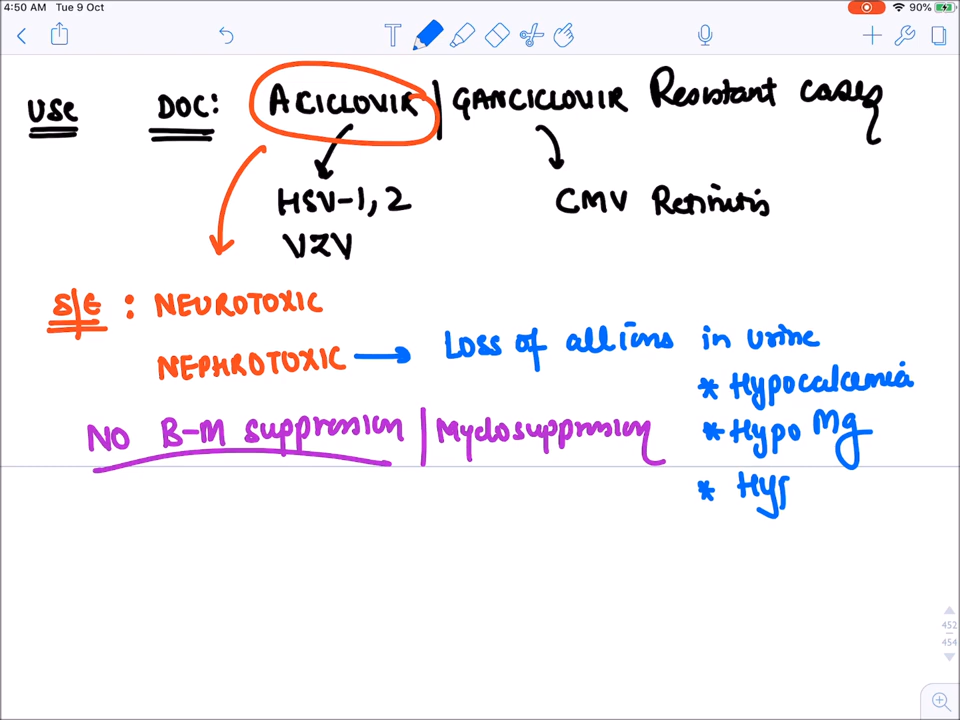 4:50 AM Tue 9 Oct 90%
T
USE DOC: ACICLOVIR | GANCICLOVIR Resistant cases
HSV-1, 2 CMV Retinitis
VZV
S/E : NEUROTOXIC
NEPHROTOXIC → Loss of all ions in urine
* Hypocalcemia
NO B-M suppression | Myelosuppression
* Hypo Mg
* Hyp
452
454